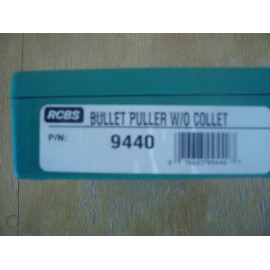 RCBS BULLET PULLER W/O COLLET
P/N: 9440